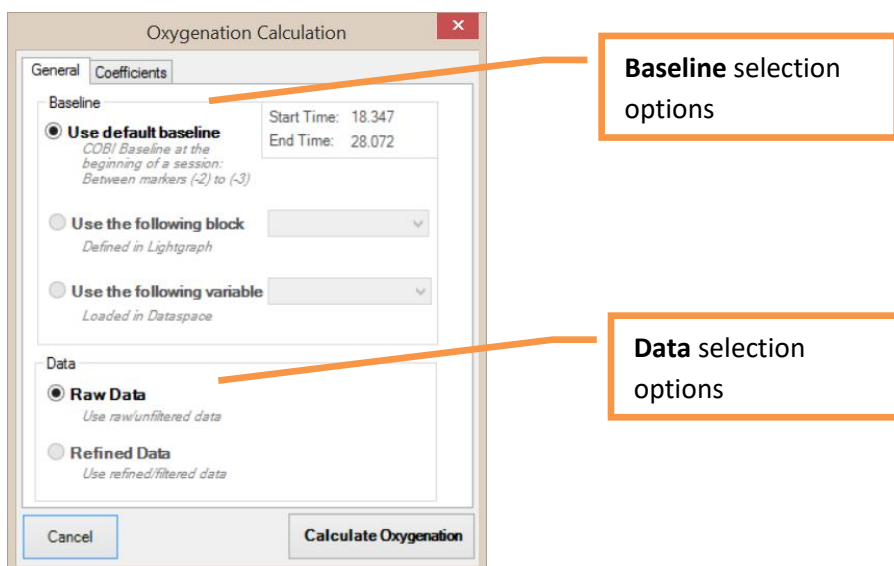 Oxygenation Calculation
×
General
Coefficients
Baseline
Use default baseline
COBI Baseline at the
beginning of a session:
Between markers (-2) to (-3)
Start Time: 18.347
End Time: 28.072
Use the following block
Defined in Lightgraph
Use the following variable
Loaded in Dataspace
Data
Raw Data
Use raw/unfiltered data
Refined Data
Use refined/filtered data
Cancel
Calculate Oxygenation
Baseline selection
options
Data selection
options